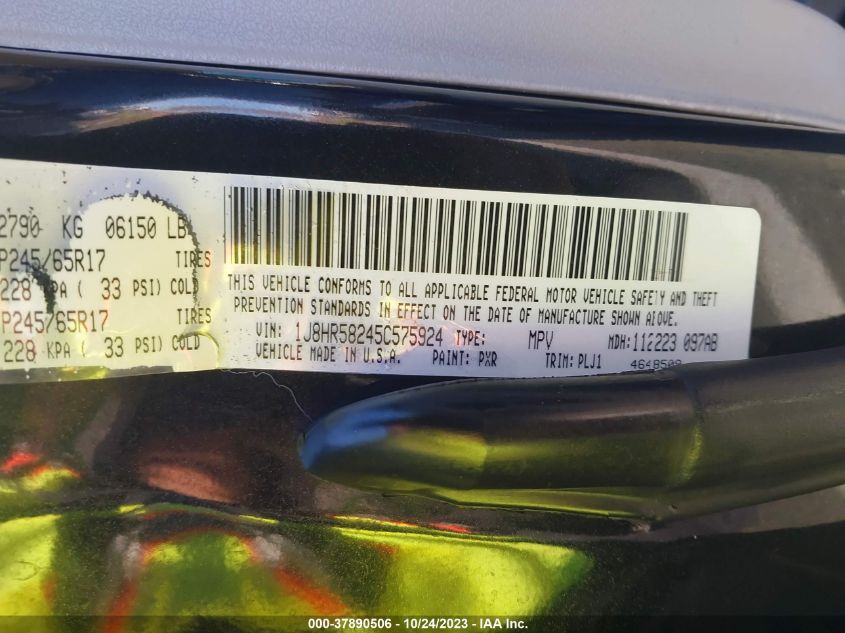 2790 KG 06150 LB
P245/65R17 TIRES
228 KPA ( 33 PSI) COLD
P245/65R17 TIRES
228 KPA 33 PSI) COLD
THIS VEHICLE CONFORMS TO ALL APPLICABLE FEDERAL MOTOR VEHICLE SAFETY AND THEFT
PREVENTION STANDARDS IN EFFECT ON THE DATE OF MANUFACTURE SHOWN ABOVE.
VIN: 1J8HR58245C575924 TYPE: MPV MDH: 112223 097AB
VEHICLE MADE IN U.S.A. PAINT: PXR TRIM: PLJ1 4648509
000-37890506 - 10/24/2023 - IAA Inc.